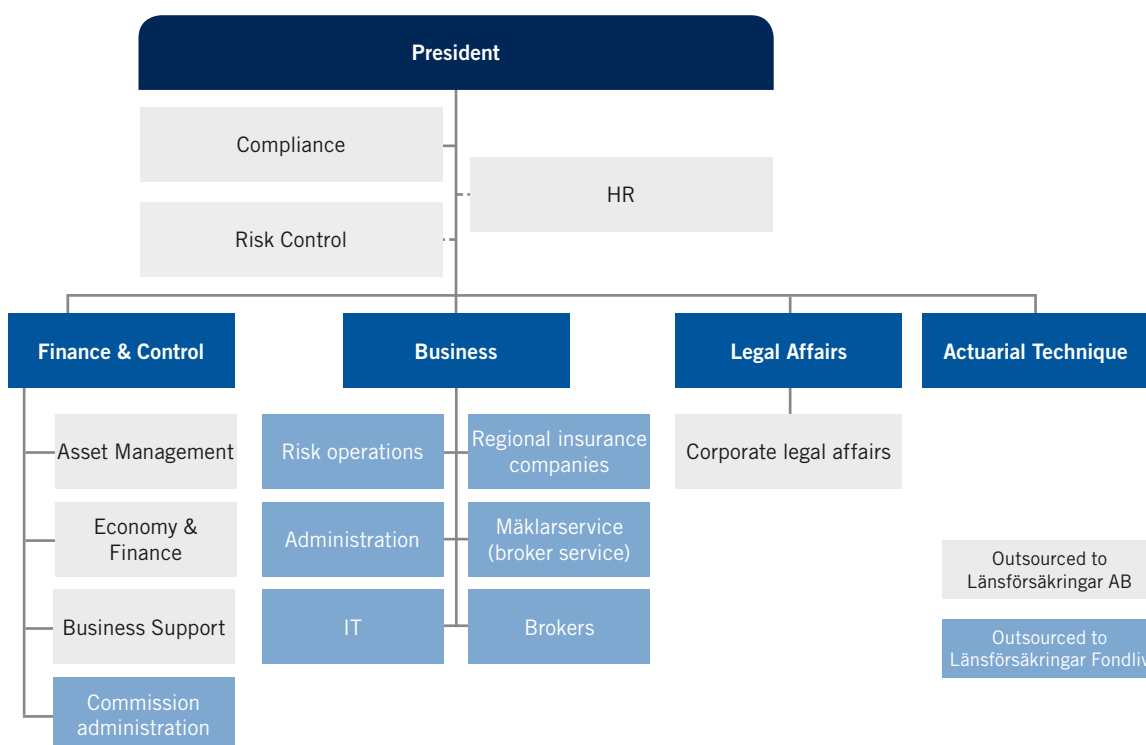 President
Compliance
HR
Risk Control
Finance & Control
Business
Legal Affairs
Actuarial Technique
Asset Management
Risk operations
Regional insurance
companies
Corporate legal affairs
Economy &
Finance
Administration
Mäklarservice
(broker service)
Business Support
IT
Brokers
Commission
administration
Outsourced to
Länsförsäkringar AB
Outsourced to
Länsförsäkringar Fondliv